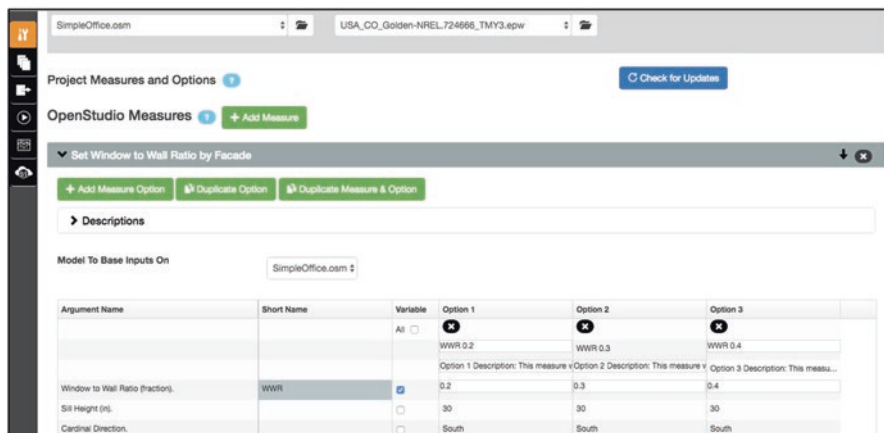 SimpleOffice.osm USA_CO_Golden-NREL.724666_TMY3.epw
Project Measures and Options ?
Check for Updates
OpenStudio Measures ? + Add Measure
Set Window to Wall Ratio by Facade
+ Add Measure Option Duplicate Option Duplicate Measure & Option
Descriptions
Model To Base Inputs On
SimpleOffice.osm
Argument Name Short Name Variable Option 1 Option 2 Option 3
All
WWR 0.2 WWR 0.3 WWR 0.4
Option 1 Description: This measure v Option 2 Description: This measure v Option 3 Description: This measu...
Window to Wall Ratio (fraction). WWR 0.2 0.3 0.4
Sill Height (in). 30 30 30
Cardinal Direction. South South South